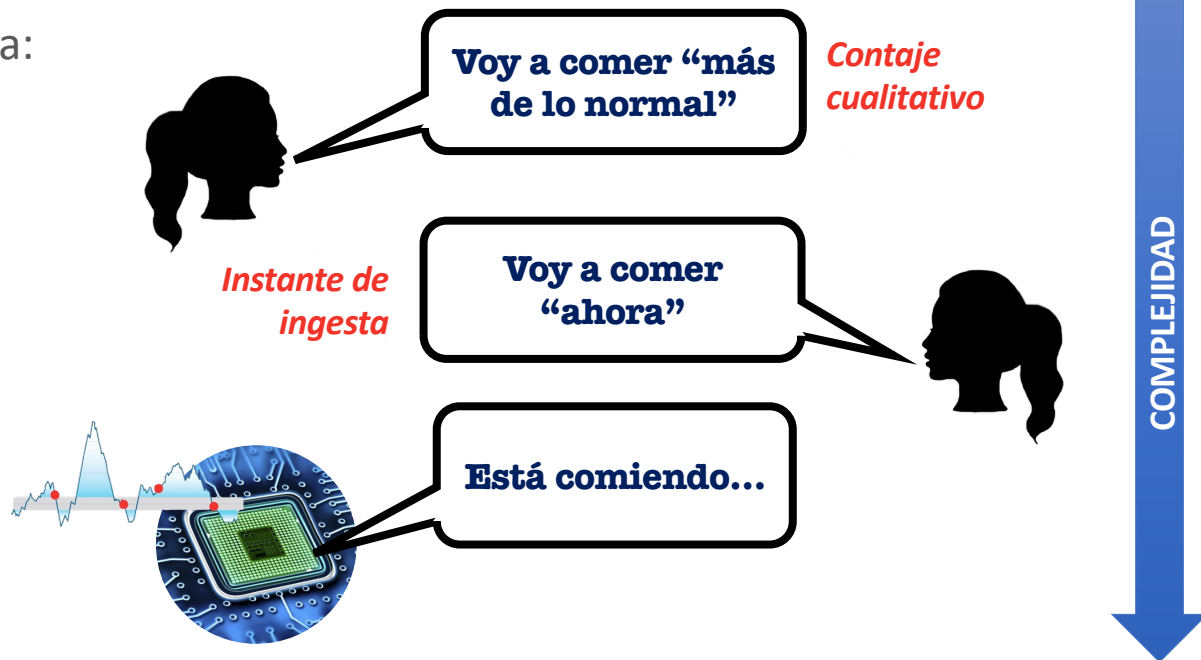 a:
Voy a comer “más
de lo normal”
Contaje
cualitativo
Instante de
ingesta
Voy a comer
“ahora”
Está comiendo...
COMPLEJIDAD